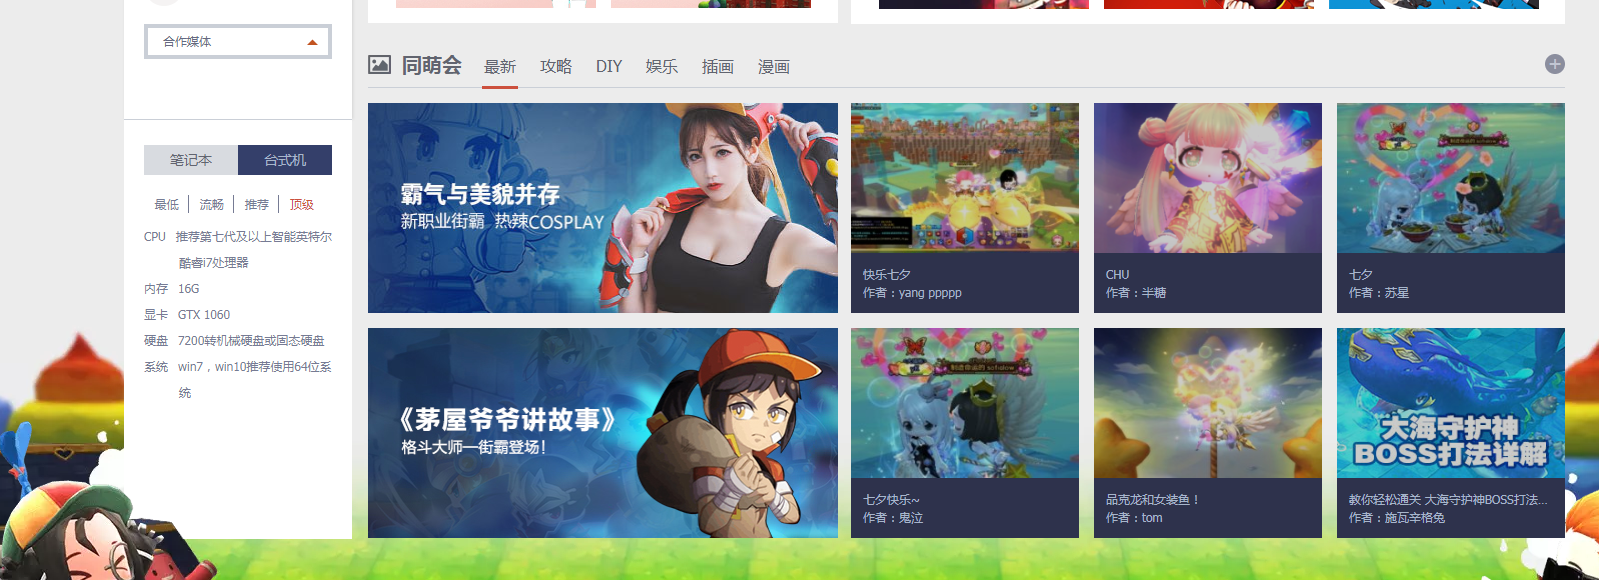 合作媒体
笔记本
台式机
最低
流畅
推荐
顶级
CPU 推荐第七代及以上智能英特尔
酷睿i7处理器
内存 16G
显卡 GTX 1060
硬盘 7200转机械硬盘或固态硬盘
系统 win7，win10推荐使用64位系
统
同萌会
最新
攻略
DIY
娱乐
插画
漫画
霸气与美貌并存
新职业街霸 热辣COSPLAY
快乐七夕
作者：yang ppppp
CHU
作者：半糖
七夕
作者：苏星
《茅屋爷爷讲故事》
格斗大师—街霸登场！
七夕快乐~
作者：鬼泣
品克龙和女装鱼！
作者：tom
大海守护神
BOSS打法详解
教你轻松通关 大海守护神BOSS打法...
作者：施瓦辛格兔